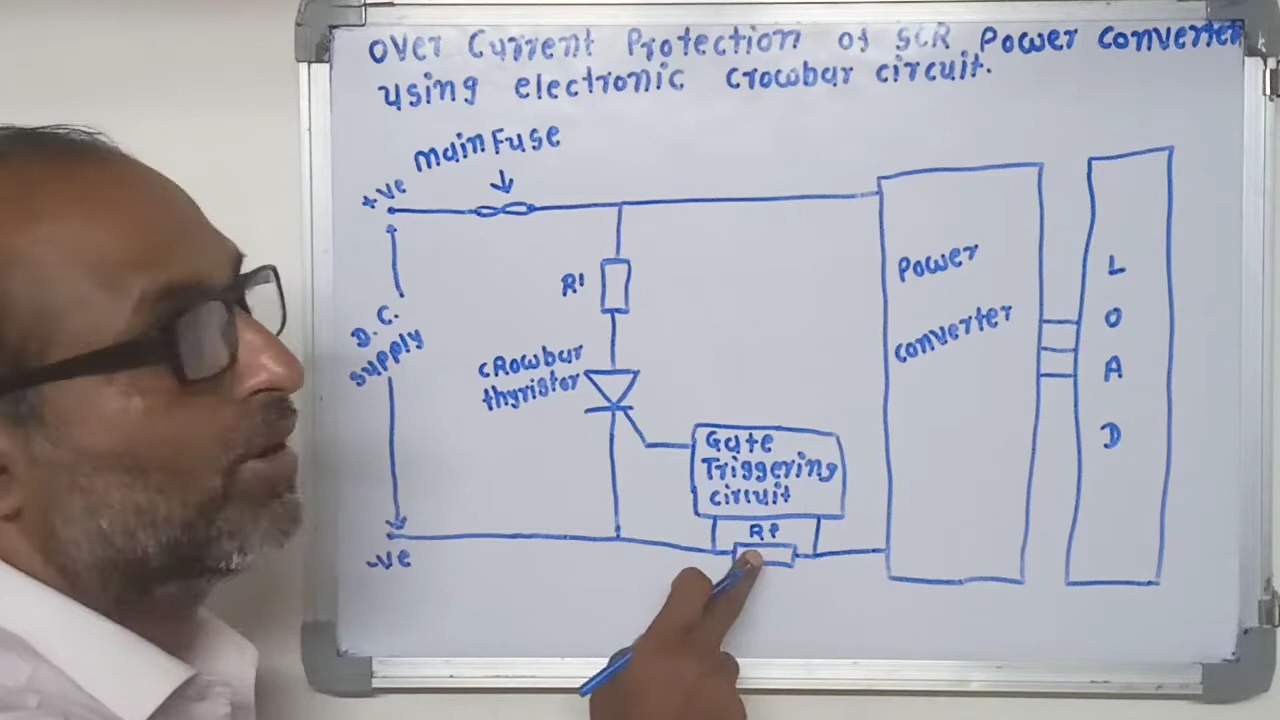 Over Current Protection of SCR Power Converter
using electronic Crowbar circuit.
main Fuse
+ve
R1
D.C.
supply
CRowbar
thyristor
Gate
Triggering
circuit
-ve
Power
converter
L
O
A
D